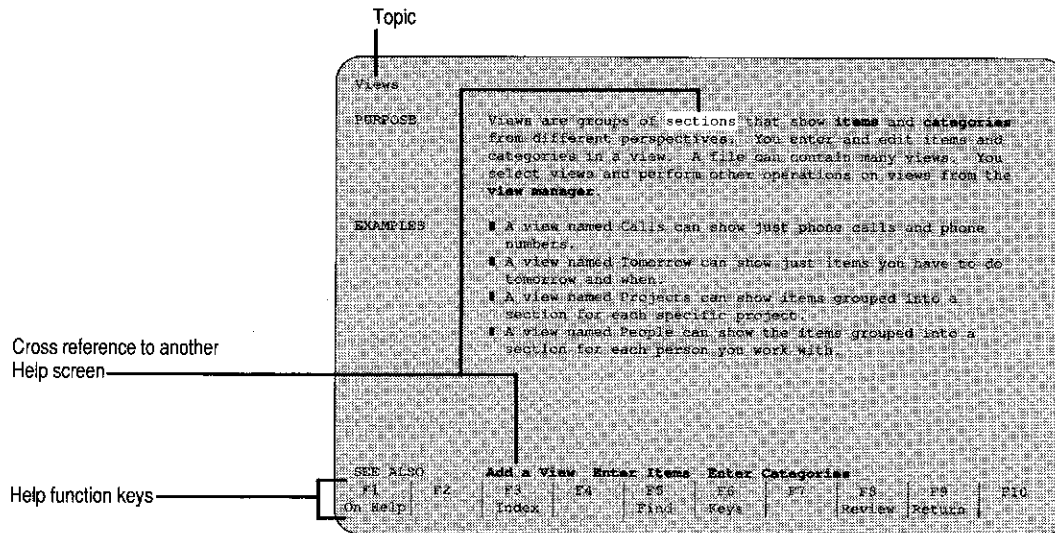 Topic
Views
PURPOSE Views are groups of sections that show items and categories
from different perspectives. You enter and edit items and
categories in a view. A file can contain many views. You
select views and perform other operations on views from the
view manager.
EXAMPLES ▮ A view named Calls can show just phone calls and phone
numbers.
▮ A view named Tomorrow can show just items you have to do
tomorrow and when.
▮ A view named Projects can show items grouped into a
section for each specific project.
▮ A view named People can show the items grouped into a
section for each person you work with.
Cross reference to another
Help screen
SEE ALSO Add a View Enter Items Enter Categories
Help function keys
F1 F2 F3 F4 F5 F6 F7 F8 F9 F10
On Help Index Find Keys Review Return